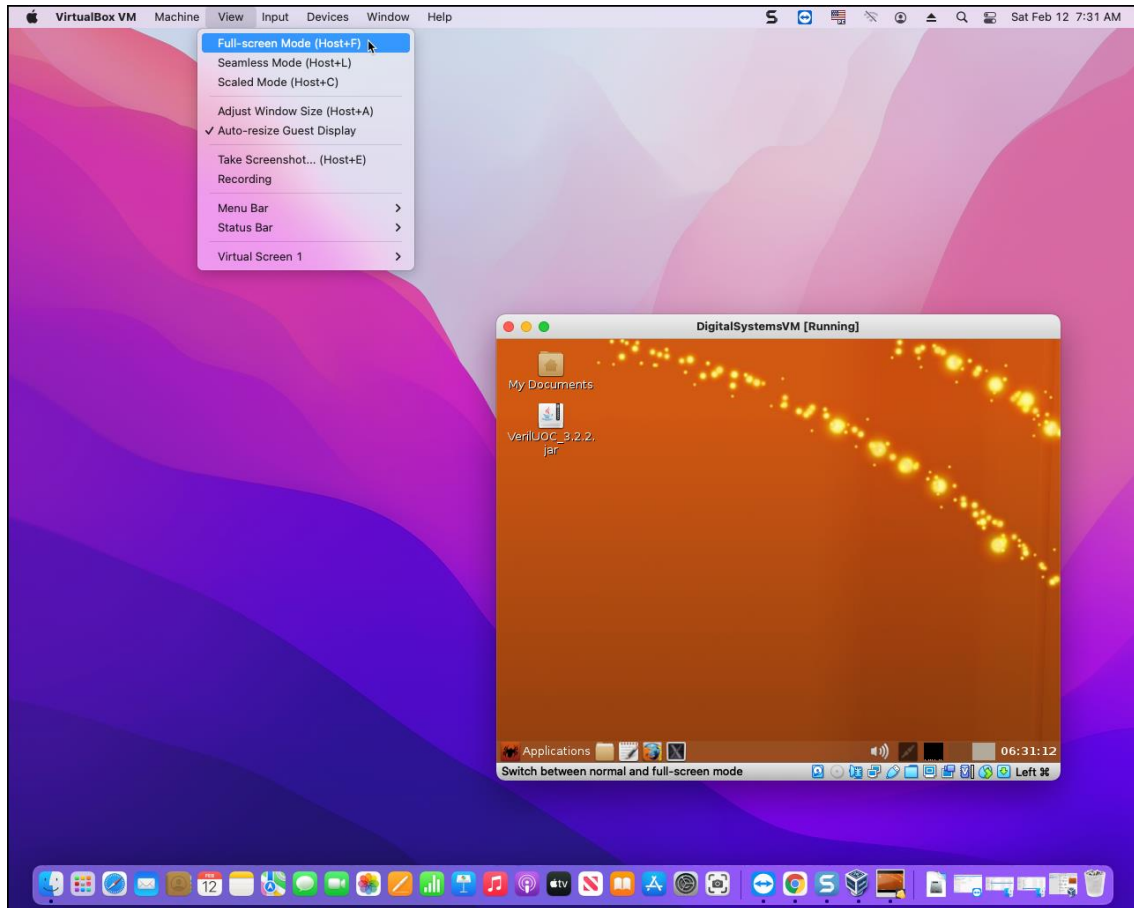 VirtualBox VM Machine View Input Devices Window Help Sat Feb 12 7:31 AM
Full-screen Mode (Host+F)
Seamless Mode (Host+L)
Scaled Mode (Host+C)
Adjust Window Size (Host+A)
✓ Auto-resize Guest Display
Take Screenshot... (Host+E)
Recording
Menu Bar >
Status Bar >
Virtual Screen 1 >
DigitalSystemsVM [Running]
My Documents
VerilUOC_3.2.2.
jar
Applications 06:31:12
Switch between normal and full-screen mode Left ⌘
FEB
12
tv